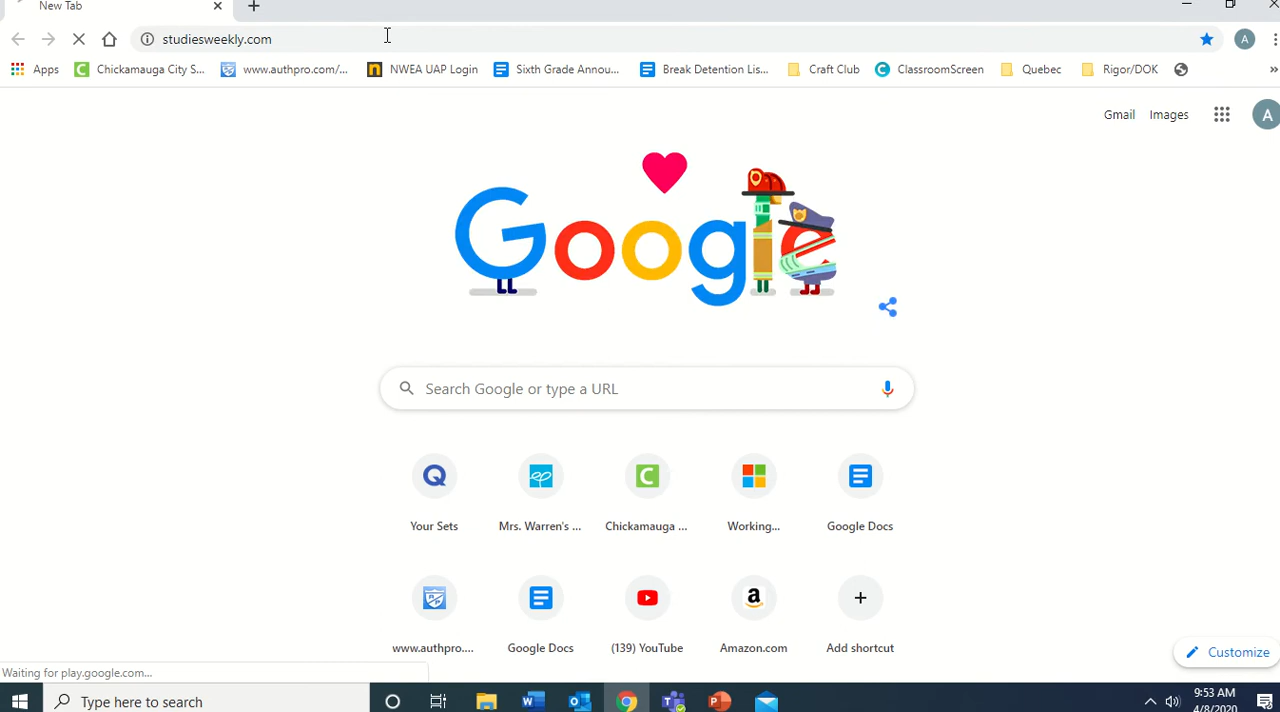 New Tab
studiesweekly.com
A
Apps
Chickamauga City S...
www.authpro.com/...
NWEA UAP Login
Sixth Grade Annou...
Break Detention Lis...
Craft Club
ClassroomScreen
Quebec
Rigor/DOK
»
Gmail
Images
A
Google
Search Google or type a URL
Your Sets
Mrs. Warren's ...
Chickamauga ...
Working...
Google Docs
www.authpro....
Google Docs
(139) YouTube
Amazon.com
Add shortcut
Customize
Waiting for play.google.com...
Type here to search
9:53 AM
4/8/2020